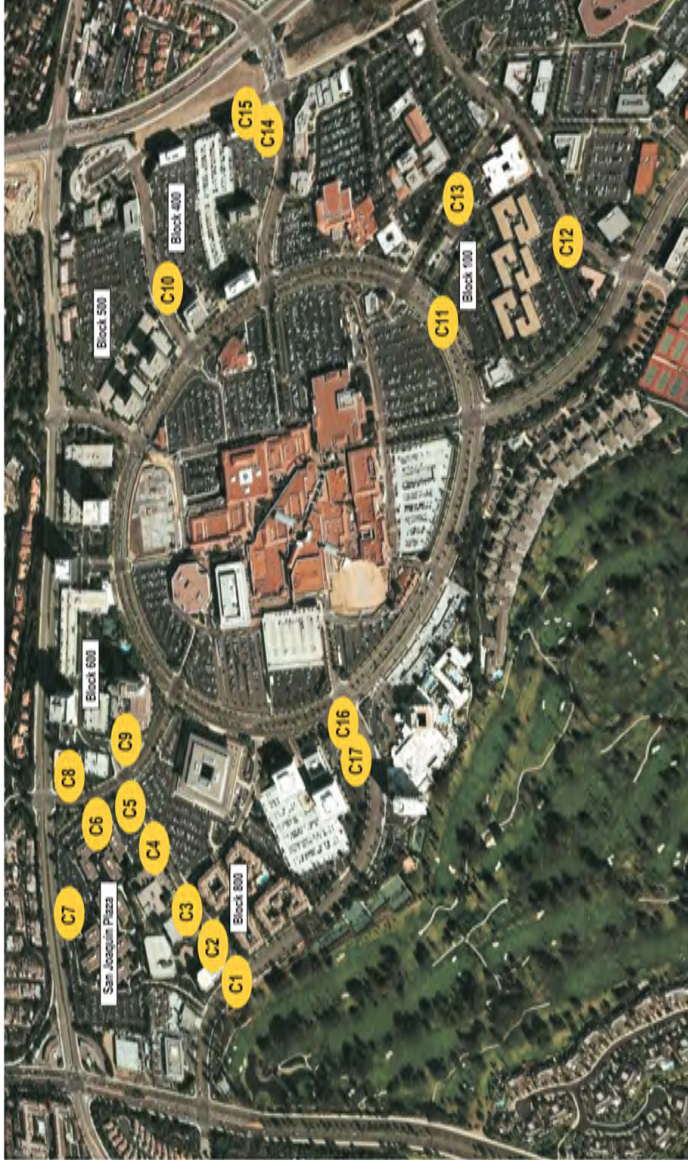 C7
C8
Block 600
C6
Block 500
San Joaquin Plaza
C9
C5
C4
C10
Block 400
C3
C2
C1
Block 800
C15
C14
C16
C17
C11
C13
Block 100
C12